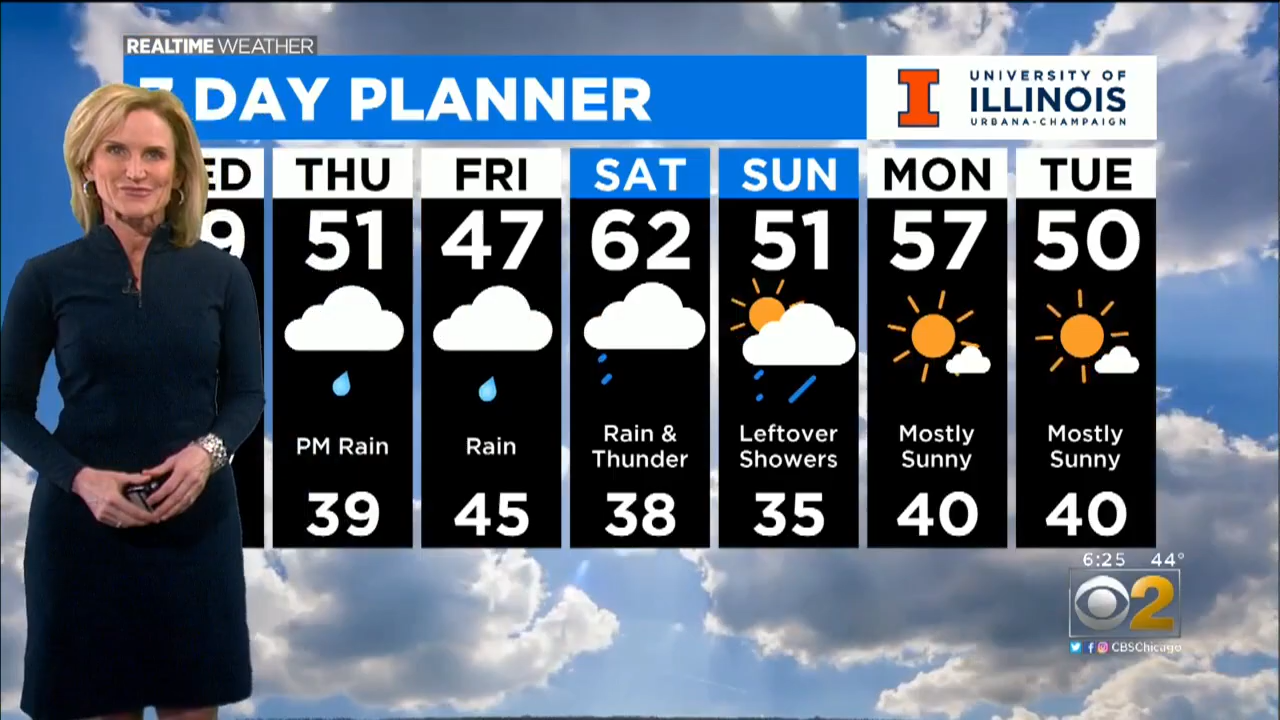 REALTIME WEATHER
DAY PLANNER
UNIVERSITY OF
ILLINOIS
URBANA-CHAMPAIGN
ED THU FRI SAT SUN MON TUE
9 51 47 62 51 57 50
PM Rain
Rain
Rain &
Thunder
Leftover
Showers
Mostly
Sunny
Mostly
Sunny
39 45 38 35 40 40
6:25 44°
2
CBSChicago